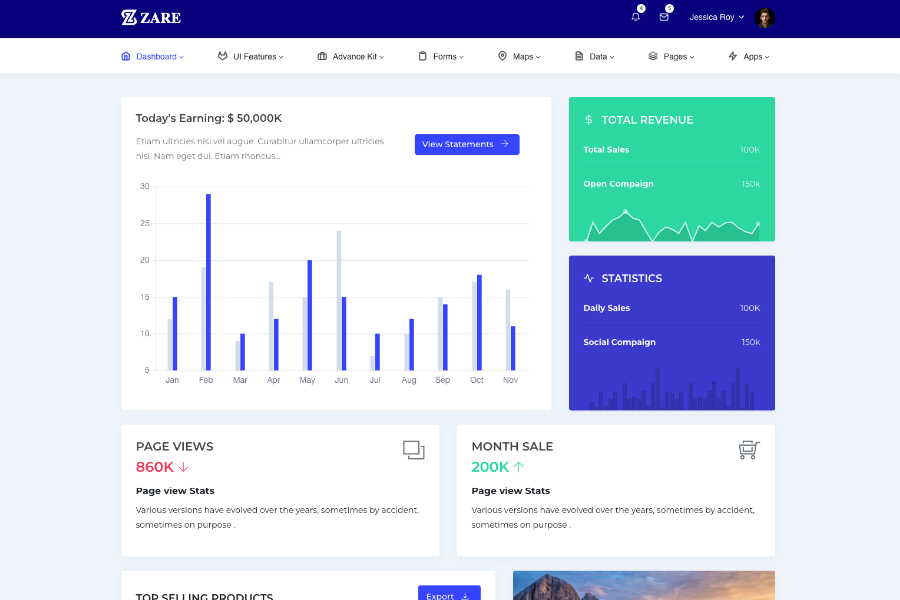 ZARE
4
5
Jessica Roy
Dashboard
UI Features
Advance Kit
Forms
Maps
Data
Pages
Apps
Today's Earning: $ 50,000K
Etiam ultricies nisi vel augue. Curabitur ullamcorper ultricies
nisi. Nam eget dui. Etiam rhoncus...
View Statements
30
25
20
15
10
5
Jan Feb Mar Apr May Jun Jul Aug Sep Oct Nov
$ TOTAL REVENUE
Total Sales 100K
Open Compaign 150k
STATISTICS
Daily Sales 100K
Social Compaign 150k
PAGE VIEWS
860K
Page view Stats
Various versions have evolved over the years, sometimes by accident,
sometimes on purpose .
MONTH SALE
200K
Page view Stats
Various versions have evolved over the years, sometimes by accident,
sometimes on purpose .
TOP SELLING PRODUCTS
Export